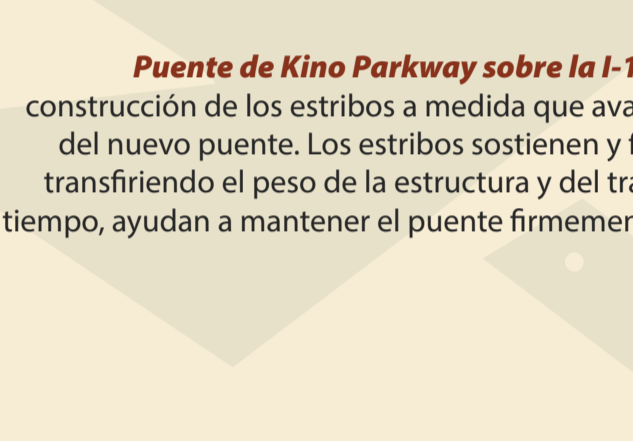 Puente de Kino Parkway sobre la I-1
construcción de los estribos a medida que ava
del nuevo puente. Los estribos sostienen y f
transfiriendo el peso de la estructura y del tra
tiempo, ayudan a mantener el puente firmemen